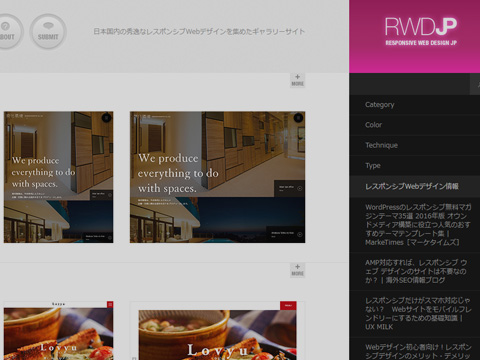 ABOUT
SUBMIT
日本国内の秀逸なレスポンシブWebデザインを集めたギャラリーサイト
RWDJP
RESPONSIVE WEB DESIGN JP
MORE
Category
Color
Technique
Type
レスポンシブWebデザイン情報
WordPressのレスポンシブ無料マガ
ジンテーマ35選 2016年版 オウン
ドメディア構築に役立つ人気のおす
すめテーマテンプレート集 |
MarkeTimes［マークタイムズ］
AMP対応すれば、レスポンシブ ウ
ェブ デザインのサイトは不要なの
か？ | 海外SEO情報ブログ
レスポンシブだけがスマホ対応じゃ
ない？　Webサイトをモバイルフレ
ンドリーにするための基礎知識 |
UX MILK
Webデザイン初心者向け！レスポン
シブデザインのメリット・デメリッ
We produce
everything to do
with spaces.
We produce
everything to do
with spaces.
MORE
Lovyu
Lovyu
Lovyu
Lovyu